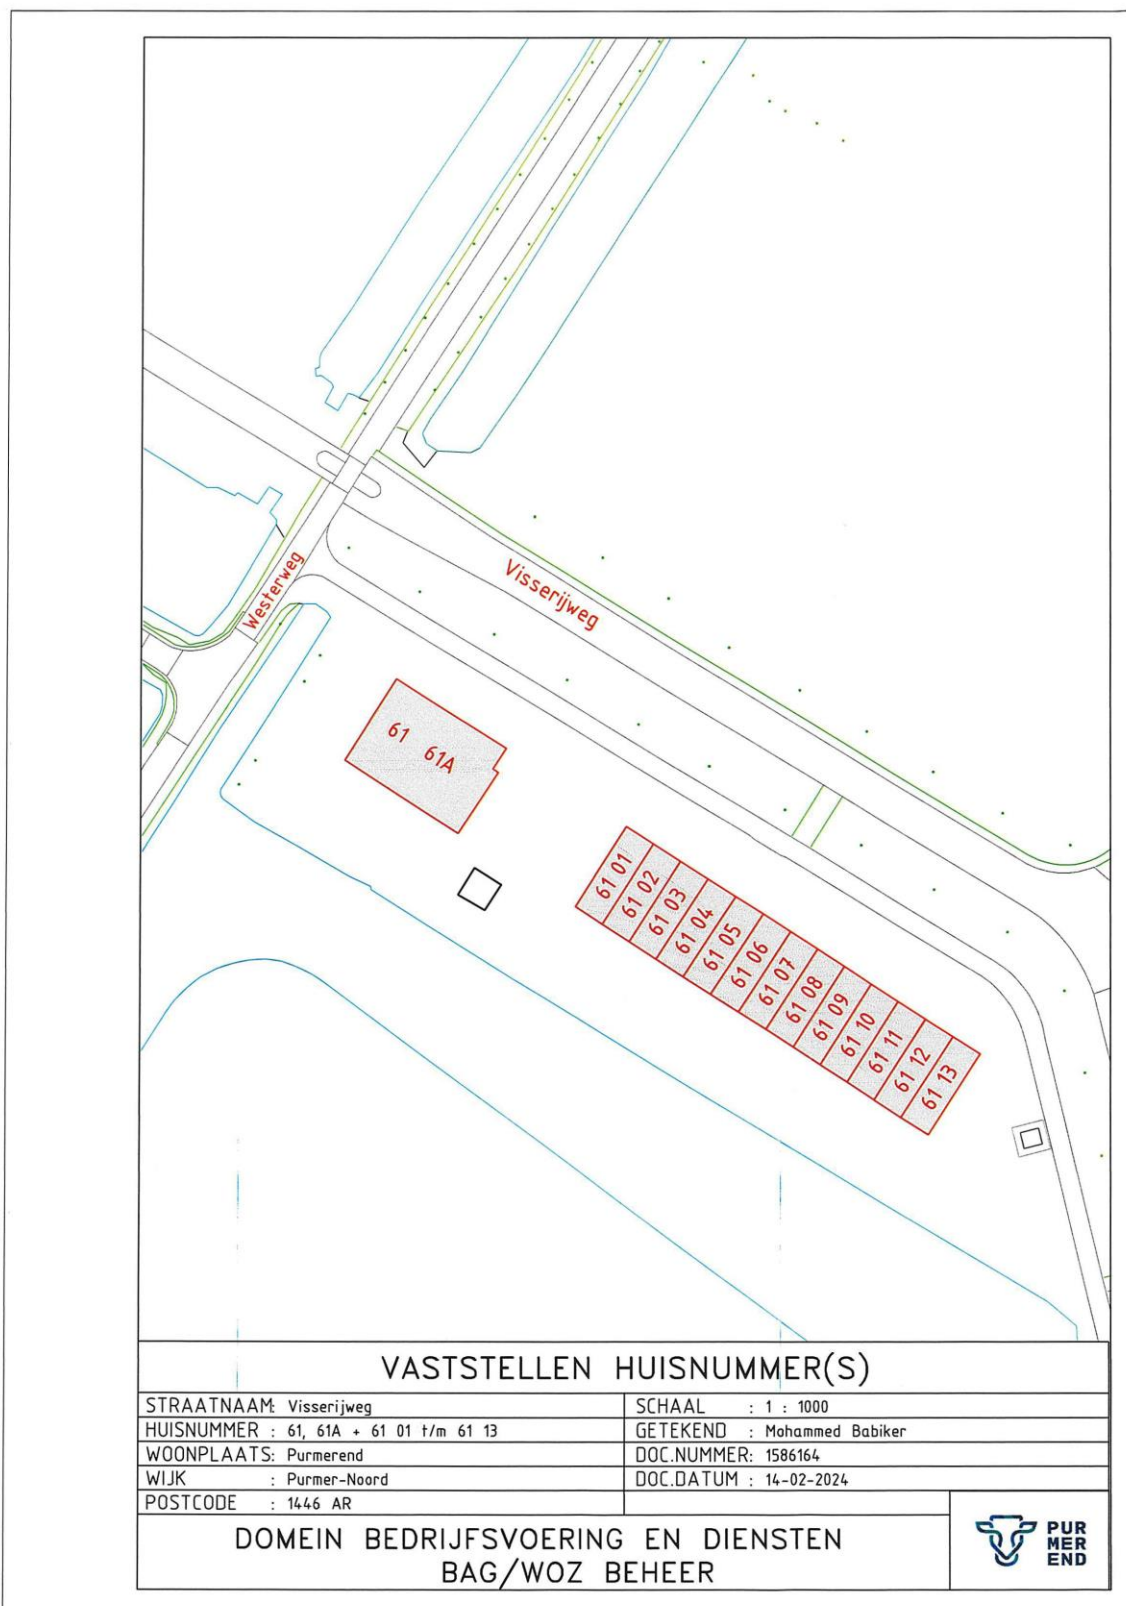 Westerweg
Visserijweg
61 61A
61 01
61 02
61 03
61 04
61 05
61 06
61 07
61 08
61 09
61 10
61 11
61 12
61 13
VASTSTELLEN HUISNUMMER(S)
STRAATNAAM: Visserijweg
SCHAAL : 1 : 1000
HUISNUMMER : 61, 61A + 61 01 t/m 61 13
GETEKEND : Mohammed Babiker
WOONPLAATS: Purmerend
DOC.NUMMER: 1586164
WIJK : Purmer-Noord
DOC.DATUM : 14-02-2024
POSTCODE : 1446 AR
DOMEIN BEDRIJFSVOERING EN DIENSTEN
BAG/WOZ BEHEER
PUR
MER
END